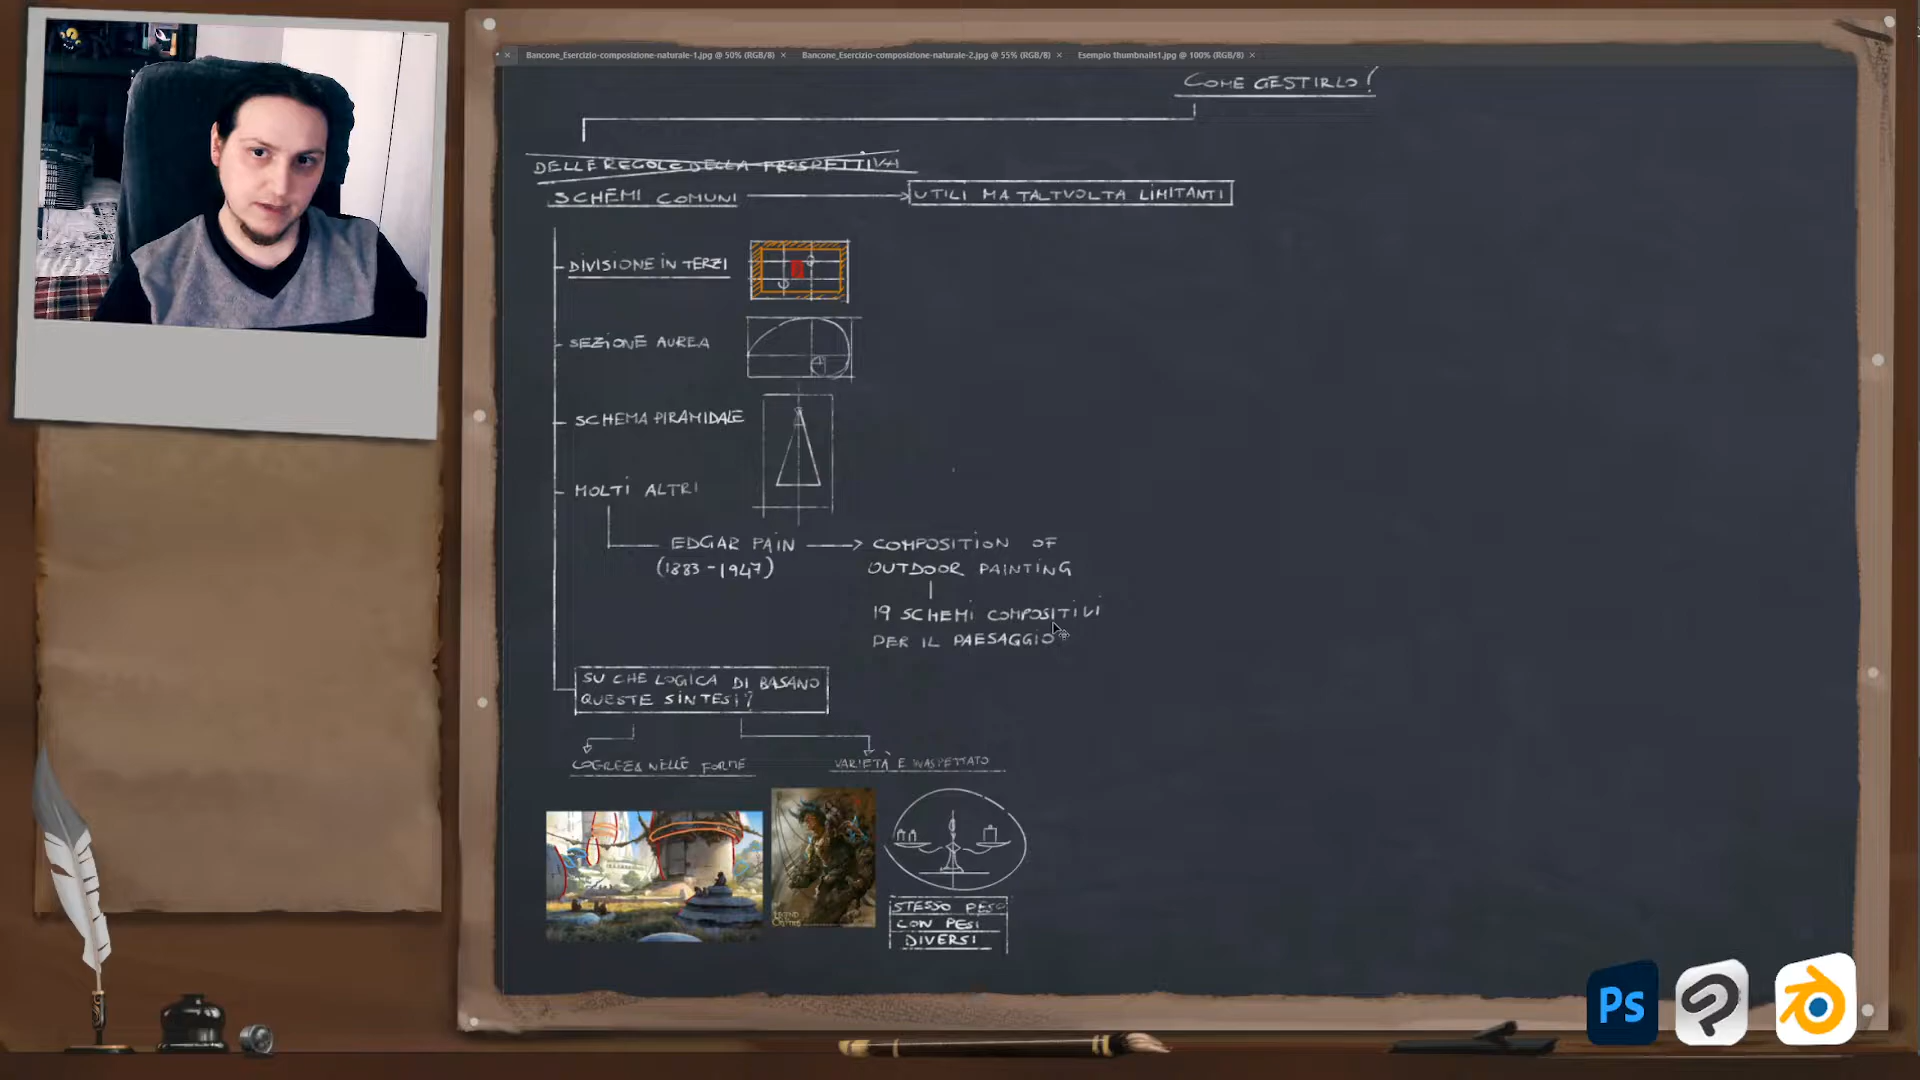 Bancone_Esercizio-composizione-naturale-1.jpg @ 50% (RGB/8) ×
Bancone_Esercizio-composizione-naturale-2.jpg @ 55% (RGB/8) ×
Esempio thumbnails1.jpg @ 100% (RGB/8) ×
COME GESTIRLO?
DELLE REGOLE DELLA PROSPETTIVA
SCHEMI COMUNI
UTILI MA TALTVOLTA LIMITANTI
DIVISIONE IN TERZI
SEZIONE AUREA
SCHEMA PIRAMIDALE
MOLTI ALTRI
EDGAR PAIN
(1883-1947)
COMPOSITION OF
OUTDOOR PAINTING
19 SCHEMI COMPOSITIVI
PER IL PAESAGGIO
SU CHE LOGICA DI BASANO
QUESTE SINTESI?
NELLE FORME
VARIETÀ E INASPETTATO
STESSO PESO
CON PESI
DIVERSI
Ps